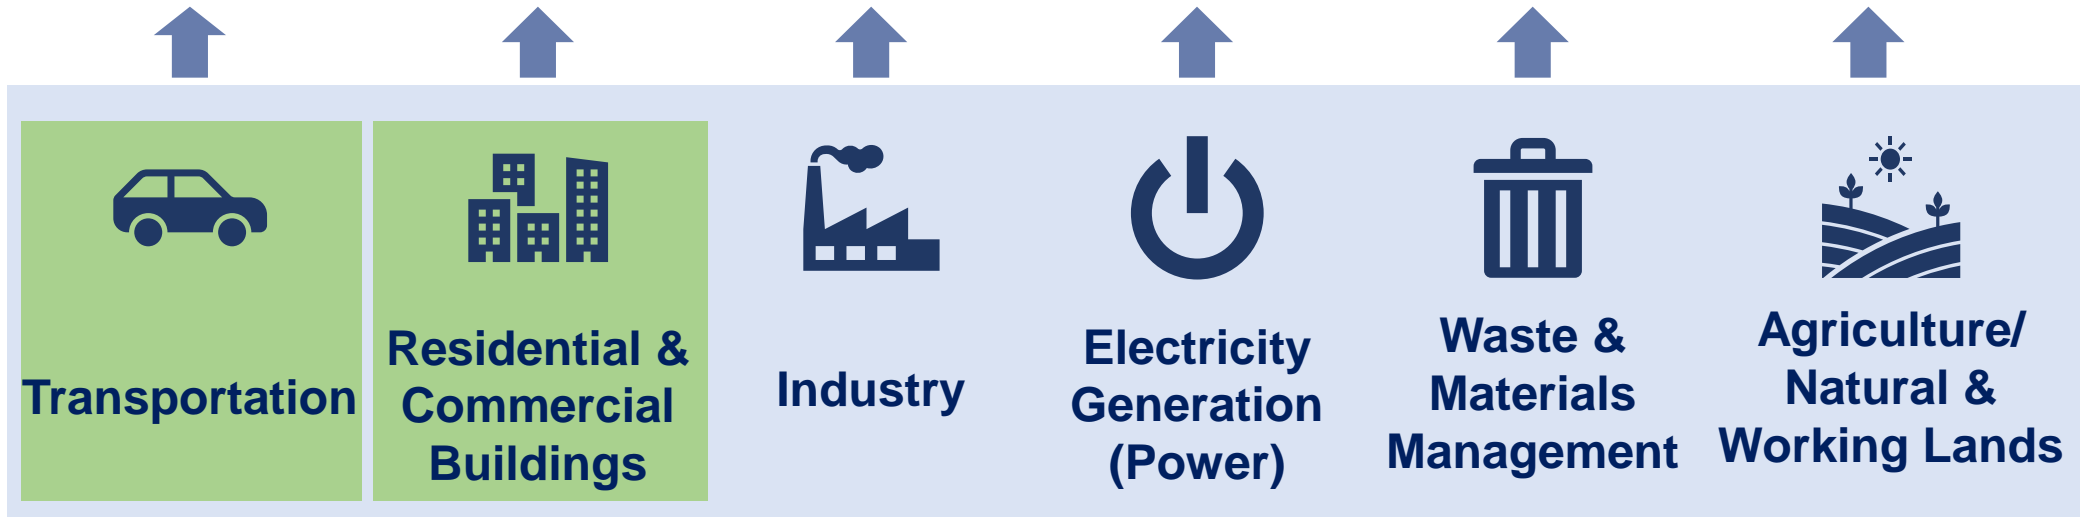 Transportation
Residential &
Commercial
Buildings
Industry
Electricity
Generation
(Power)
Waste &
Materials
Management
Agriculture/
Natural &
Working Lands